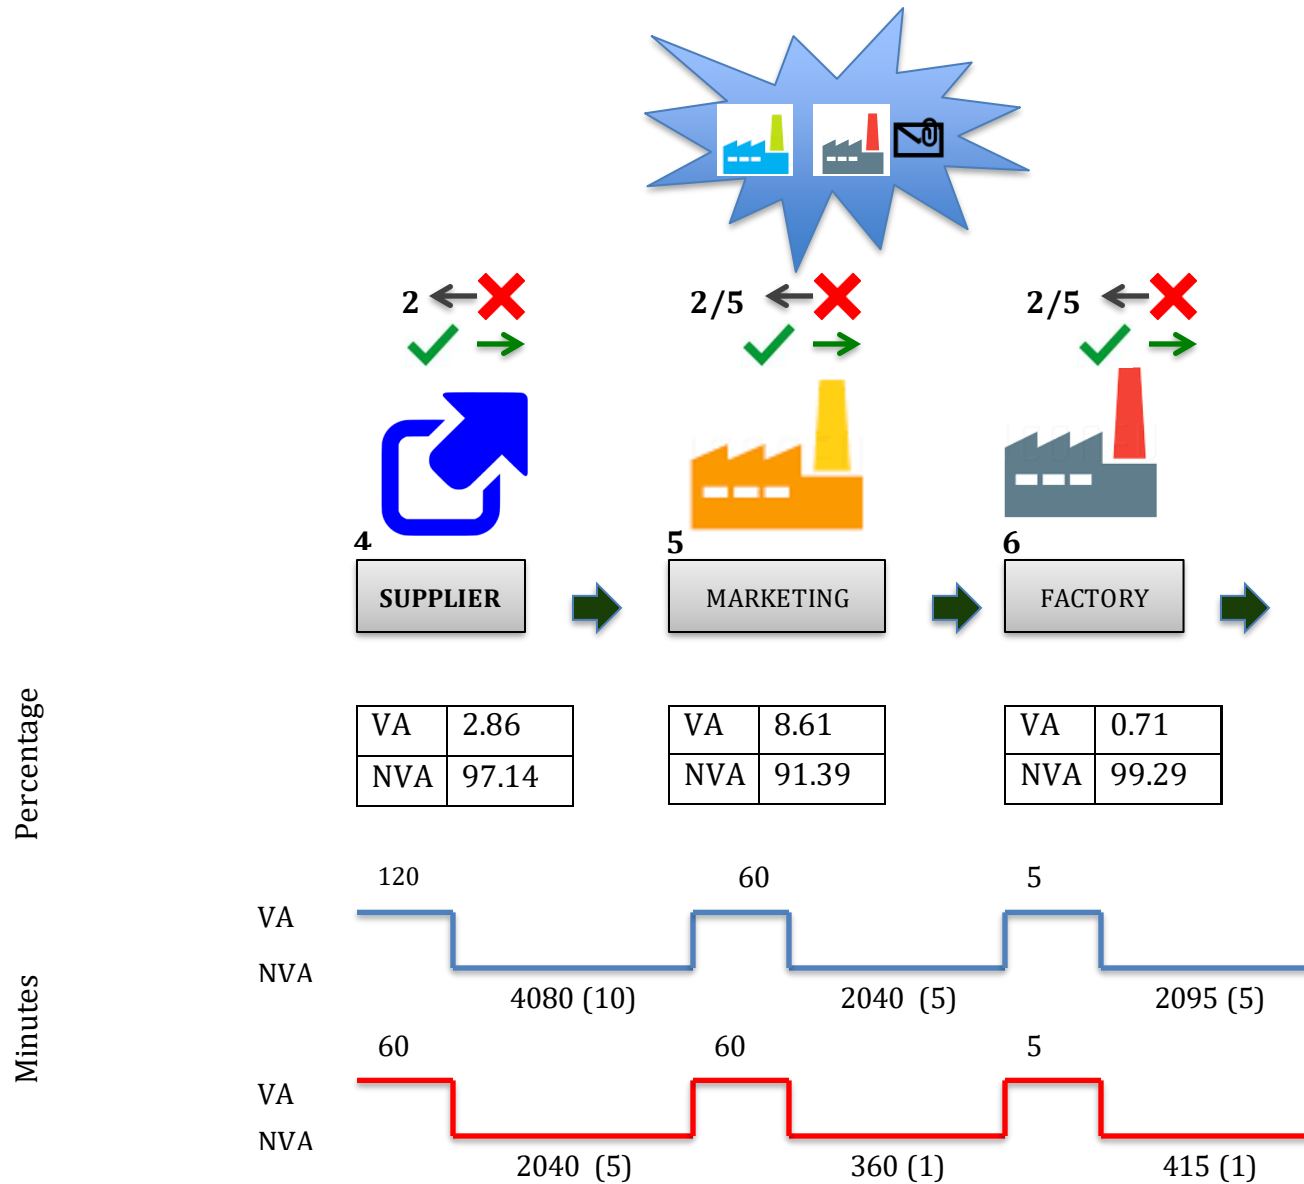 2 2/5 2/5
4 5 6
SUPPLIER MARKETING FACTORY
Percentage
VA 2.86 VA 8.61 VA 0.71
NVA 97.14 NVA 91.39 NVA 99.29
Minutes
120 60 5
VA
NVA
4080 (10) 2040 (5) 2095 (5)
60 60 5
VA
NVA
2040 (5) 360 (1) 415 (1)